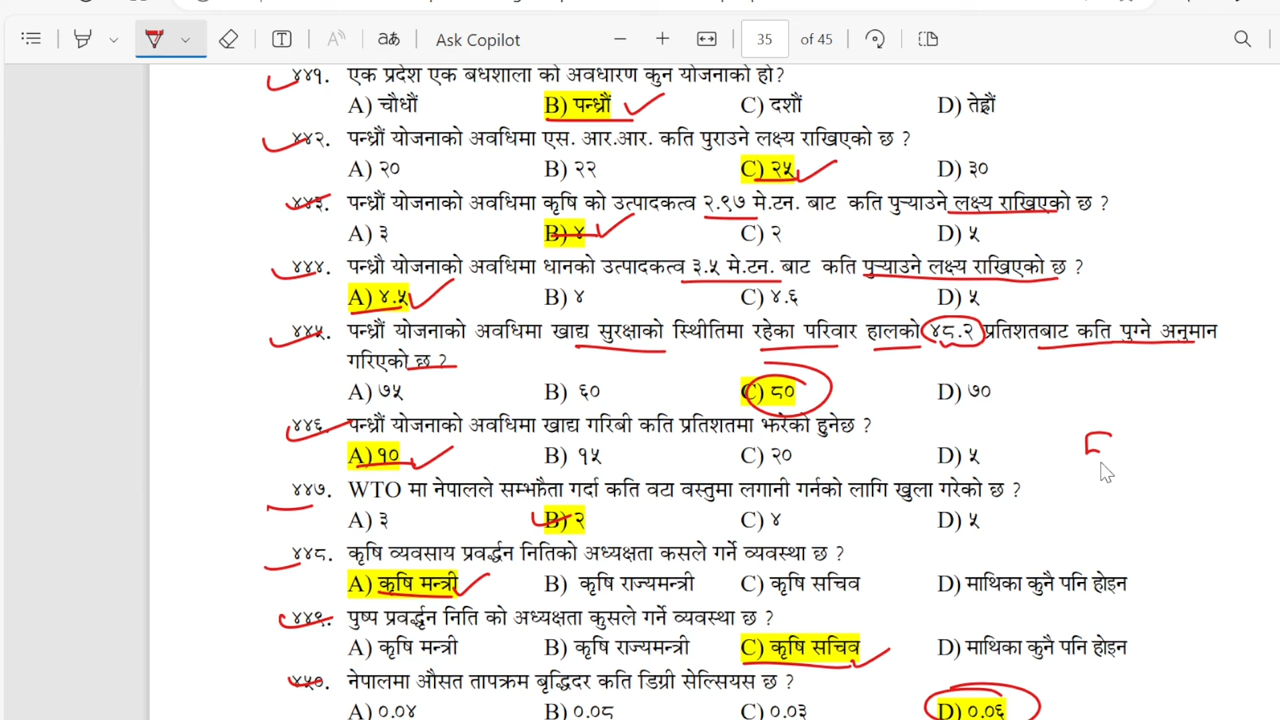 Ask Copilot
35 of 45
४४१. एक प्रदेश एक बधशाला को अवधारण कुन योजनाको हो?
A) चौधौं B) पन्ध्रौं C) दशौं D) तेह्रौं
४४२. पन्ध्रौं योजनाको अवधिमा एस. आर.आर. कति पुराउने लक्ष्य राखिएको छ ?
A) २० B) २२ C) २५ D) ३०
४४३. पन्ध्रौं योजनाको अवधिमा कृषि को उत्पादकत्व २.९७ मे.टन. बाट कति पुऱ्याउने लक्ष्य राखिएको छ ?
A) ३ B) ४ C) २ D) ५
४४४. पन्ध्रौ योजनाको अवधिमा धानको उत्पादकत्व ३.५ मे.टन. बाट कति पुऱ्याउने लक्ष्य राखिएको छ ?
A) ४.५ B) ४ C) ४.६ D) ५
४४५. पन्ध्रौं योजनाको अवधिमा खाद्य सुरक्षाको स्थितिमा रहेका परिवार हालको ४८.२ प्रतिशतबाट कति पुग्ने अनुमान
गरिएको छ ?
A) ७५ B) ६० C) ८० D) ७०
४४६. पन्ध्रौं योजनाको अवधिमा खाद्य गरिबी कति प्रतिशतमा झरेको हुनेछ ?
A) १० B) १५ C) २० D) ५
४४७. WTO मा नेपालले सम्झौता गर्दा कति वटा वस्तुमा लगानी गर्नको लागि खुला गरेको छ ?
A) ३ B) २ C) ४ D) ५
४४८. कृषि व्यवसाय प्रवर्द्धन नितिको अध्यक्षता कसले गर्ने व्यवस्था छ ?
A) कृषि मन्त्री B) कृषि राज्यमन्त्री C) कृषि सचिव D) माथिका कुनै पनि होइन
४४९. पुष्प प्रवर्द्धन निति को अध्यक्षता कसले गर्ने व्यवस्था छ ?
A) कृषि मन्त्री B) कृषि राज्यमन्त्री C) कृषि सचिव D) माथिका कुनै पनि होइन
४५०. नेपालमा औसत तापक्रम बृद्धिदर कति डिग्री सेल्सियस छ ?
A) ०.०४ B) ०.०८ C) ०.०३ D) ०.०६